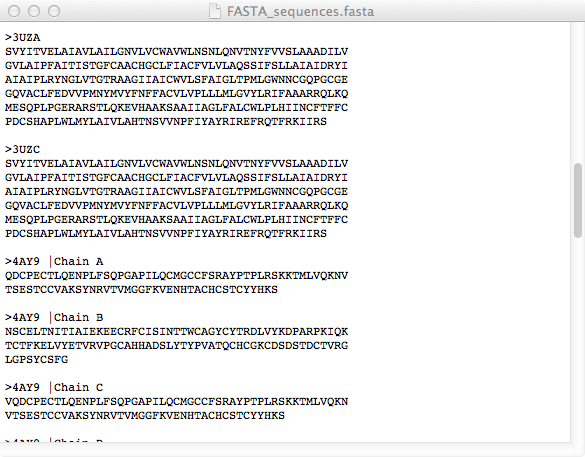 FASTA_sequences.fasta
>3UZA
SVYITVELAIAVLAILGNVLVCWAVWLNSNLQNVTNYFVVSLAAADILV
GVLAIPFAITISTGFCAACHGCLFIACFVLVLAQSSIFSLLAIAIDRYI
AIAIPLRYNGLVTGTRAAGIIAICWVLSFAIGLTPMLGWNNCGQPGCGE
GQVACLFEDVVPMNYMVYFNFFACVLVPLLLMLGVYLRIFAAARRQLKQ
MESQPLPGERARSTLQKEVHAAKSAAIIAGLFALCWLPLHIINCFTFFC
PDCSHAPLWLMYLAIVLAHTNSVVNPFIYAYRIREFRQTFRKIIRS
>3UZC
SVYITVELAIAVLAILGNVLVCWAVWLNSNLQNVTNYFVVSLAAADILV
GVLAIPFAITISTGFCAACHGCLFIACFVLVLAQSSIFSLLAIAIDRYI
AIAIPLRYNGLVTGTRAAGIIAICWVLSFAIGLTPMLGWNNCGQPGCGE
GQVACLFEDVVPMNYMVYFNFFACVLVPLLLMLGVYLRIFAAARRQLKQ
MESQPLPGERARSTLQKEVHAAKSAAIIAGLFALCWLPLHIINCFTFFC
PDCSHAPLWLMYLAIVLAHTNSVVNPFIYAYRIREFRQTFRKIIRS
>4AY9 |Chain A
QDCPECTLQENPLFSQPGAPILQCMGCCFSRAYPTPLRSKKTMLVQKNV
TSESTCCVAKSYNRVTVMGGFKVENHTACHCSTCYYHKS
>4AY9 |Chain B
NSCELTNITIAIEKEECRFCISINTTWCAGYCYTRDLVYKDPARPKIQK
TCTFKELVYETVRVPGCAHHADSLYTYPVATQCHCGKCDSDSTDCTVRG
LGPSYCSFG
>4AY9 |Chain C
VQDCPECTLQENPLFSQPGAPILQCMGCCFSRAYPTPLRSKKTMLVQKN
VTSESTCCVAKSYNRVTVMGGFKVENHTACHCSTCYYHKS
>4AY9 |Chain